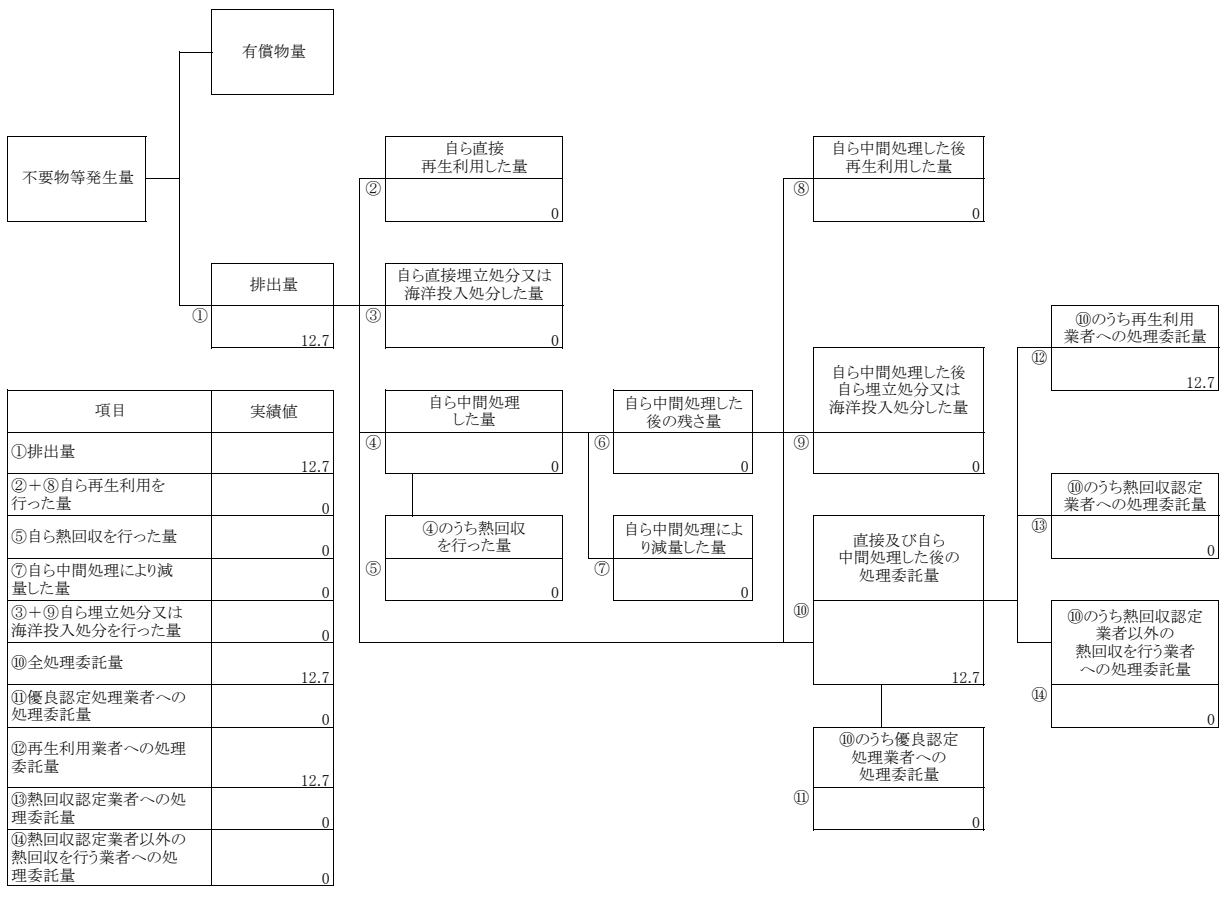 有償物量
不要物等発生量
排出量
①
12.7
自ら直接
再生利用した量
②
0
自ら直接埋立処分又は
海洋投入処分した量
③
0
自ら中間処理
した量
④
0
④のうち熱回収
を行った量
⑤
0
自ら中間処理した
後の残さ量
⑥
0
自ら中間処理によ
り減量した量
⑦
0
自ら中間処理した後
再生利用した量
⑧
0
自ら中間処理した後
自ら埋立処分又は
海洋投入処分した量
⑨
0
直接及び自ら
中間処理した後の
処理委託量
⑩
12.7
⑩のうち優良認定
処理業者への
処理委託量
⑪
0
⑩のうち再生利用
業者への処理委託量
⑫
12.7
⑩のうち熱回収認定
業者への処理委託量
⑬
0
⑩のうち熱回収認定
業者以外の
熱回収を行う業者
への処理委託量
⑭
0
項目 実績値
①排出量
12.7
②＋⑧自ら再生利用を
行った量
0
⑤自ら熱回収を行った量
0
⑦自ら中間処理により減
量した量
0
③＋⑨自ら埋立処分又は
海洋投入処分を行った量
0
⑩全処理委託量
12.7
⑪優良認定処理業者への
処理委託量
0
⑫再生利用業者への処理
委託量
12.7
⑬熱回収認定業者への処
理委託量
0
⑭熱回収認定業者以外の
熱回収を行う業者への処
理委託量
0